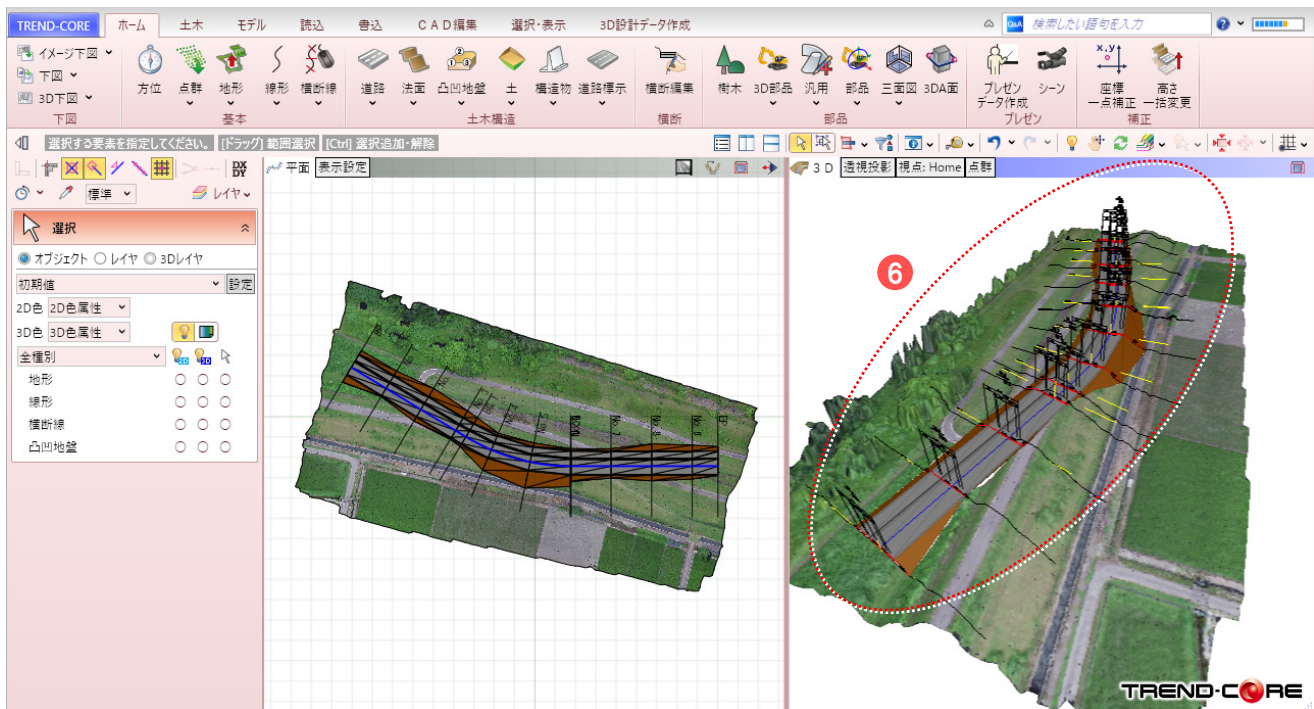 TREND-CORE ホーム 土木 モデル 読込 書込 CAD編集 選択・表示 3D設計データ作成 Q&A 検索したい語句を入力
イメージ下図
下図
3D下図
方位 点群 地形 線形 横断線 道路 法面 凸凹地盤 土 構造物 道路標示 横断編集 樹木 3D部品 汎用 部品 三面図 3DA面 プレゼンデータ作成 シーン 座標一点補正 高さ一括変更
下図 基本 土木構造 横断 部品 プレゼン 補正
選択する要素を指定してください。 [ドラッグ] 範囲選択 [Ctrl] 選択追加・解除
平面 表示設定
3D 透視投影 視点: Home 点群
標準 レイヤ
選択
オブジェクト レイヤ 3Dレイヤ
初期値 設定
2D色 2D色属性
3D色 3D色属性
全種別
地形
線形
横断線
凸凹地盤
6
No.7
No.8
EP
TREND-CORE